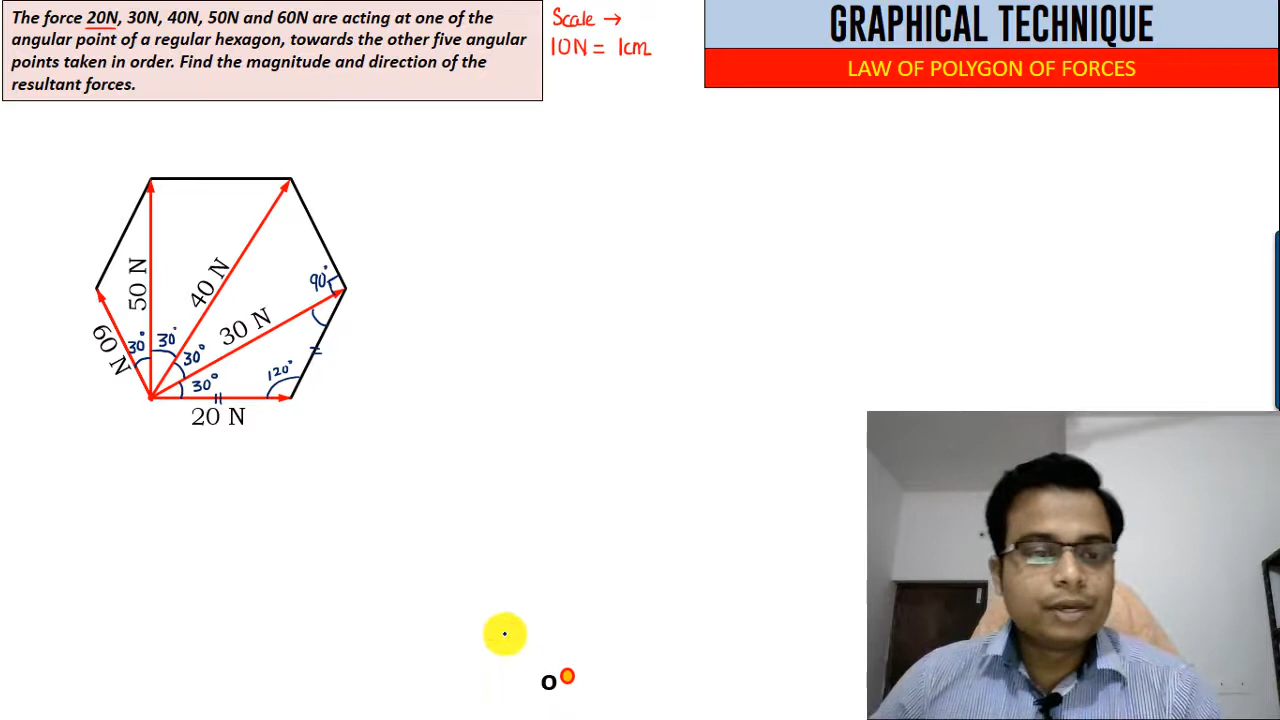 The force 20N, 30N, 40N, 50N and 60N are acting at one of the
angular point of a regular hexagon, towards the other five angular
points taken in order. Find the magnitude and direction of the
resultant forces.
Scale →
10N = 1cm
GRAPHICAL TECHNIQUE
LAW OF POLYGON OF FORCES
50 N
40 N
90°
30 N
60 N
30°
30°
30°
30°
120°
20 N
o